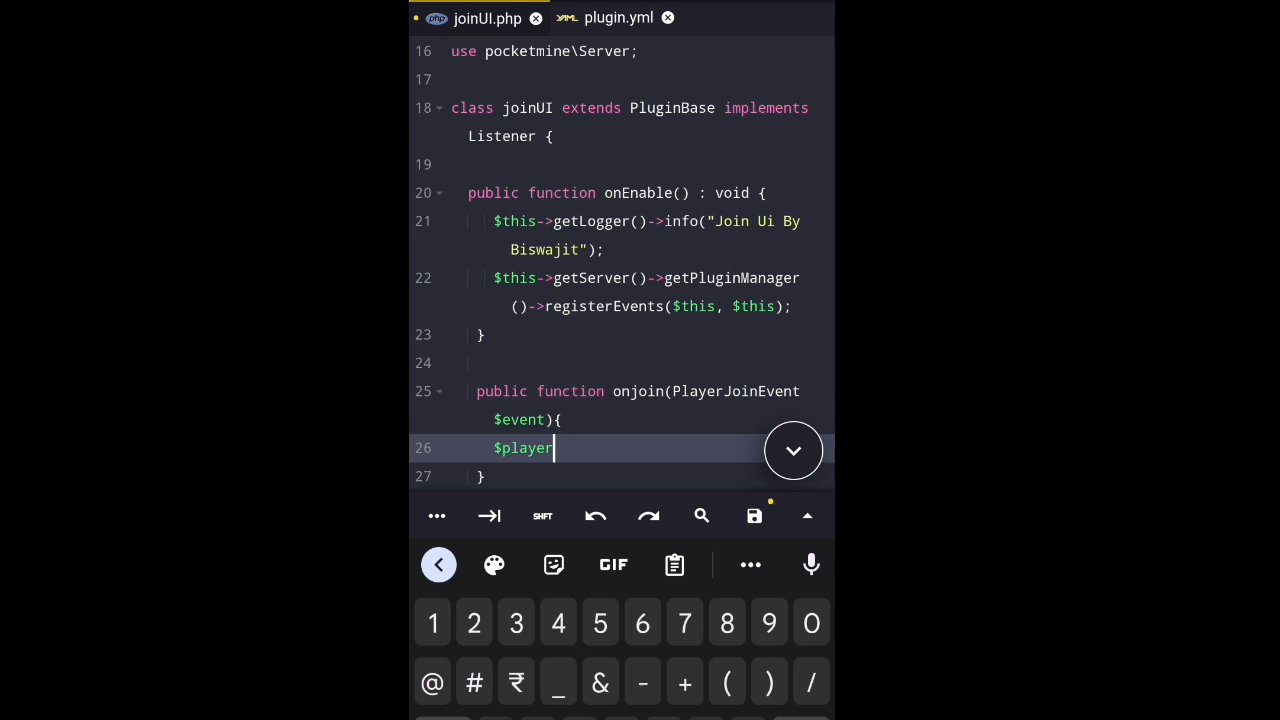 php joinUI.php YAML plugin.yml
16 use pocketmine\Server;
17
18 class joinUI extends PluginBase implements
Listener {
19
20 public function onEnable() : void {
21 $this->getLogger()->info("Join Ui By
Biswajit");
22 $this->getServer()->getPluginManager
()->registerEvents($this, $this);
23 }
24
25 public function onjoin(PlayerJoinEvent
$event){
26 $player
27 }
SHFT
GIF
1 2 3 4 5 6 7 8 9 0
@ # ₹ _ & - + ( ) /